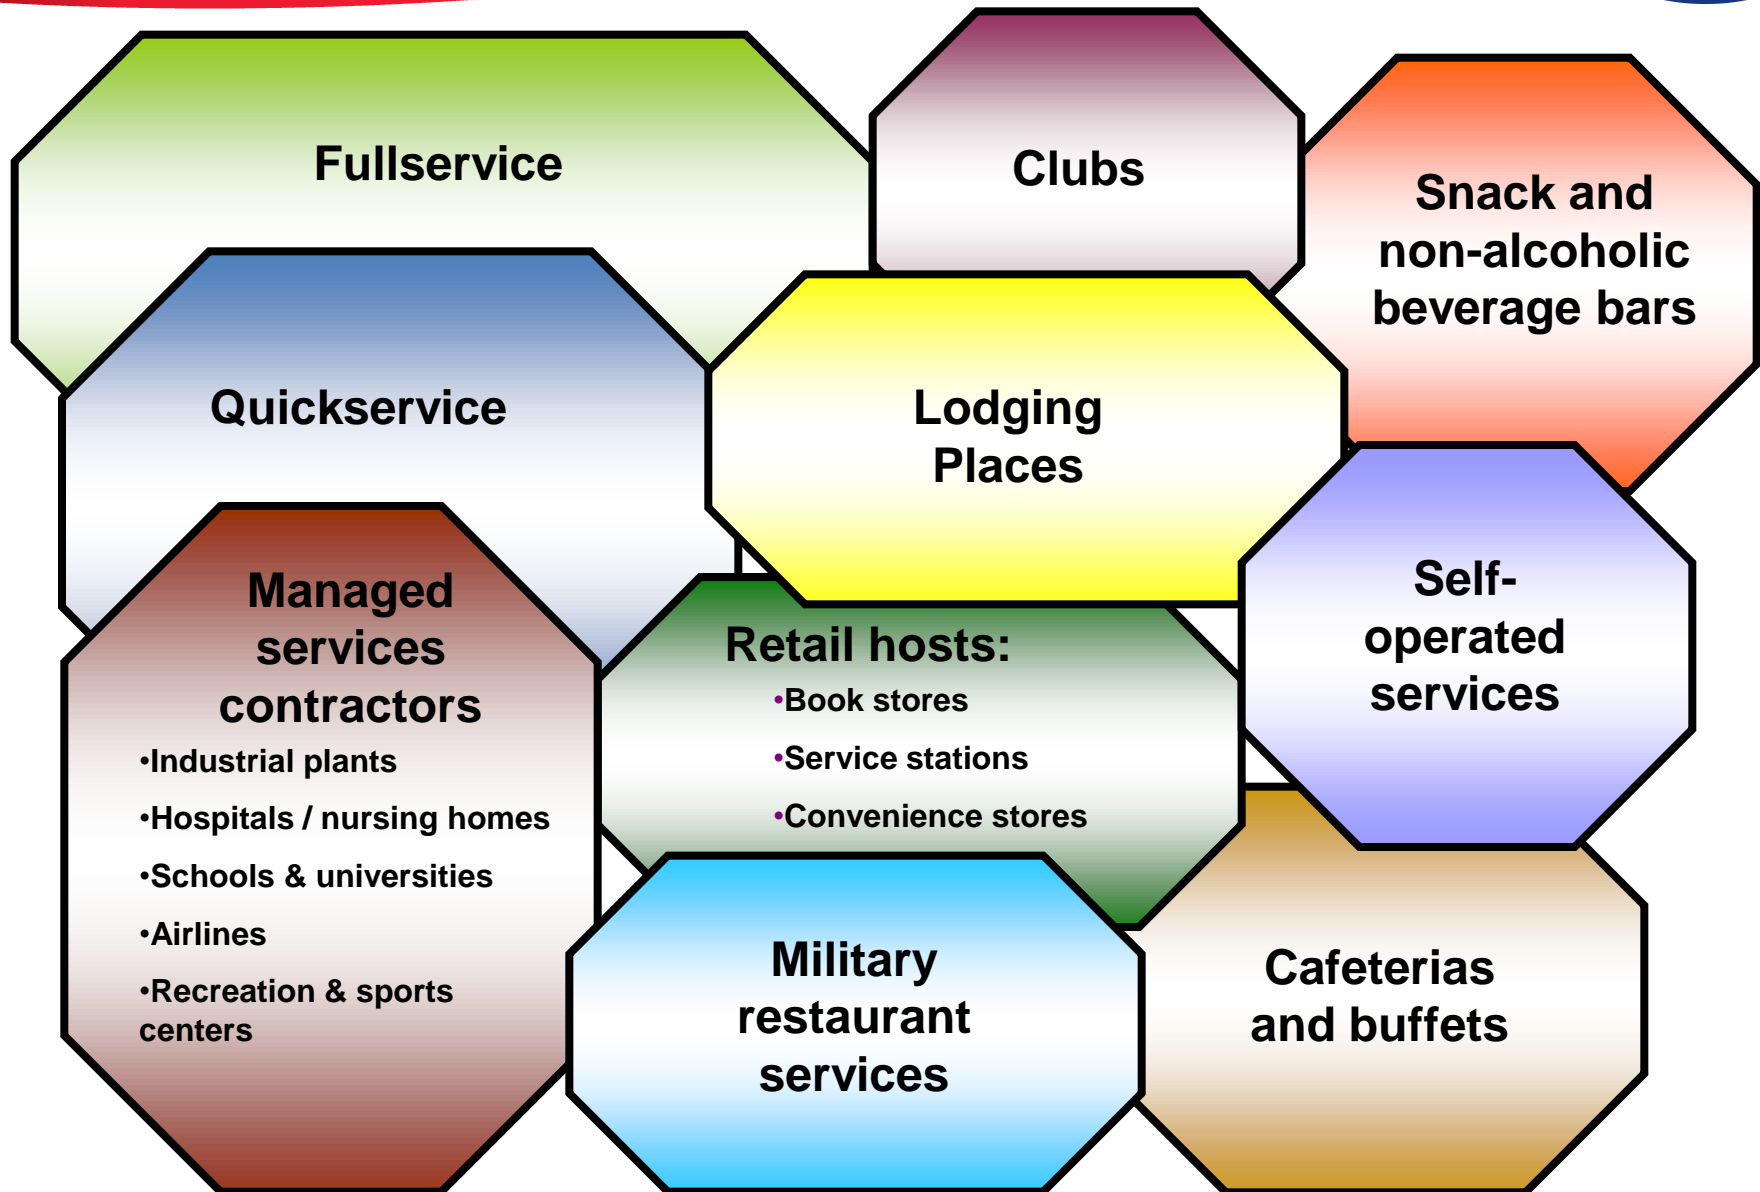 Fullservice
Clubs
Snack and
non-alcoholic
beverage bars
Quickservice
Lodging
Places
Managed
services
contractors
•Industrial plants
•Hospitals / nursing homes
•Schools & universities
•Airlines
•Recreation & sports
centers
Retail hosts:
•Book stores
•Service stations
•Convenience stores
Self-
operated
services
Military
restaurant
services
Cafeterias
and buffets